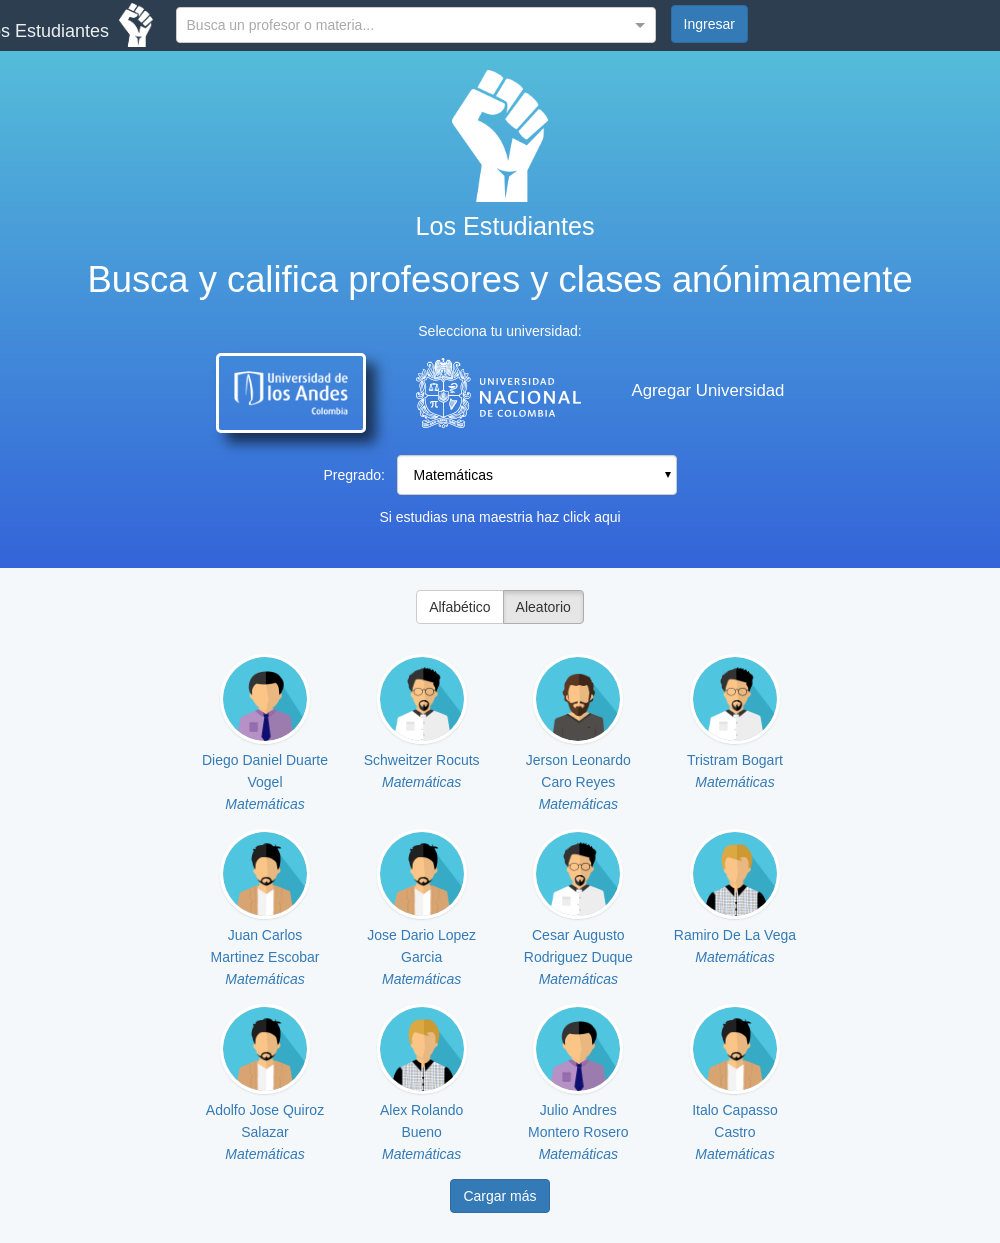 s Estudiantes
Busca un profesor o materia...
Ingresar
Los Estudiantes
Busca y califica profesores y clases anónimamente
Selecciona tu universidad:
Universidad de
los Andes
Colombia
UNIVERSIDAD
NACIONAL
DE COLOMBIA
Agregar Universidad
Pregrado:
Matemáticas
Si estudias una maestria haz click aqui
Alfabético
Aleatorio
Diego Daniel Duarte
Vogel
Matemáticas
Schweitzer Rocuts
Matemáticas
Jerson Leonardo
Caro Reyes
Matemáticas
Tristram Bogart
Matemáticas
Juan Carlos
Martinez Escobar
Matemáticas
Jose Dario Lopez
Garcia
Matemáticas
Cesar Augusto
Rodriguez Duque
Matemáticas
Ramiro De La Vega
Matemáticas
Adolfo Jose Quiroz
Salazar
Matemáticas
Alex Rolando
Bueno
Matemáticas
Julio Andres
Montero Rosero
Matemáticas
Italo Capasso
Castro
Matemáticas
Cargar más